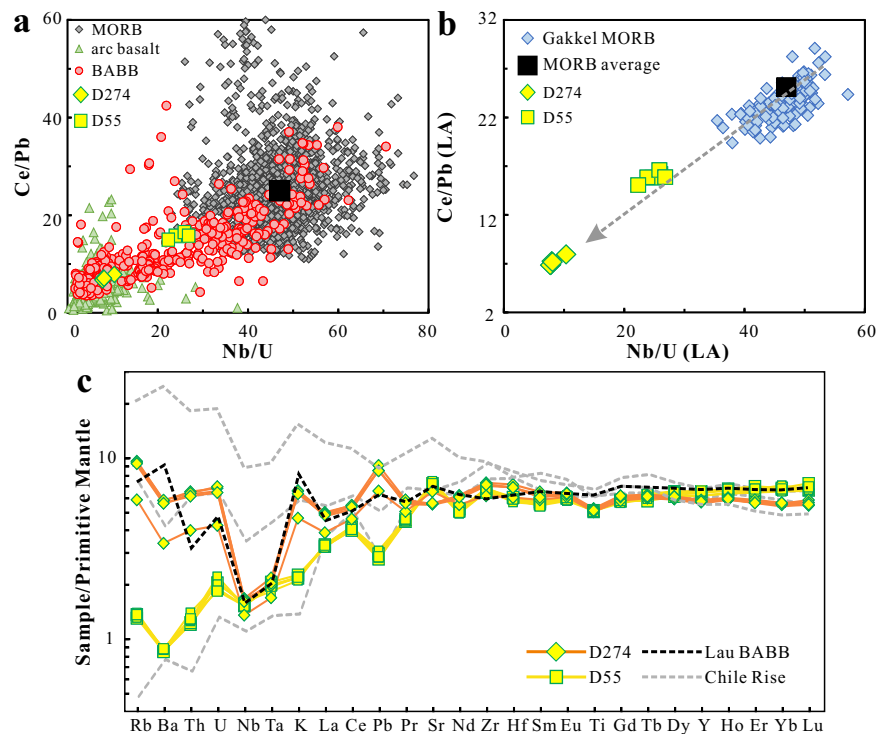 a
60
40
20
0
0
20
40
60
80
Ce/Pb
Nb/U
MORB
arc basalt
BABB
D274
D55
b
32
22
12
2
0
20
40
60
Ce/Pb (LA)
Nb/U (LA)
Gakkel MORB
MORB average
D274
D55
c
10
1
Sample/Primitive Mantle
D274
D55
Lau BABB
Chile Rise
Rb Ba Th U Nb Ta K La Ce Pb Pr Sr Nd Zr Hf Sm Eu Ti Gd Tb Dy Y Ho Er Yb Lu